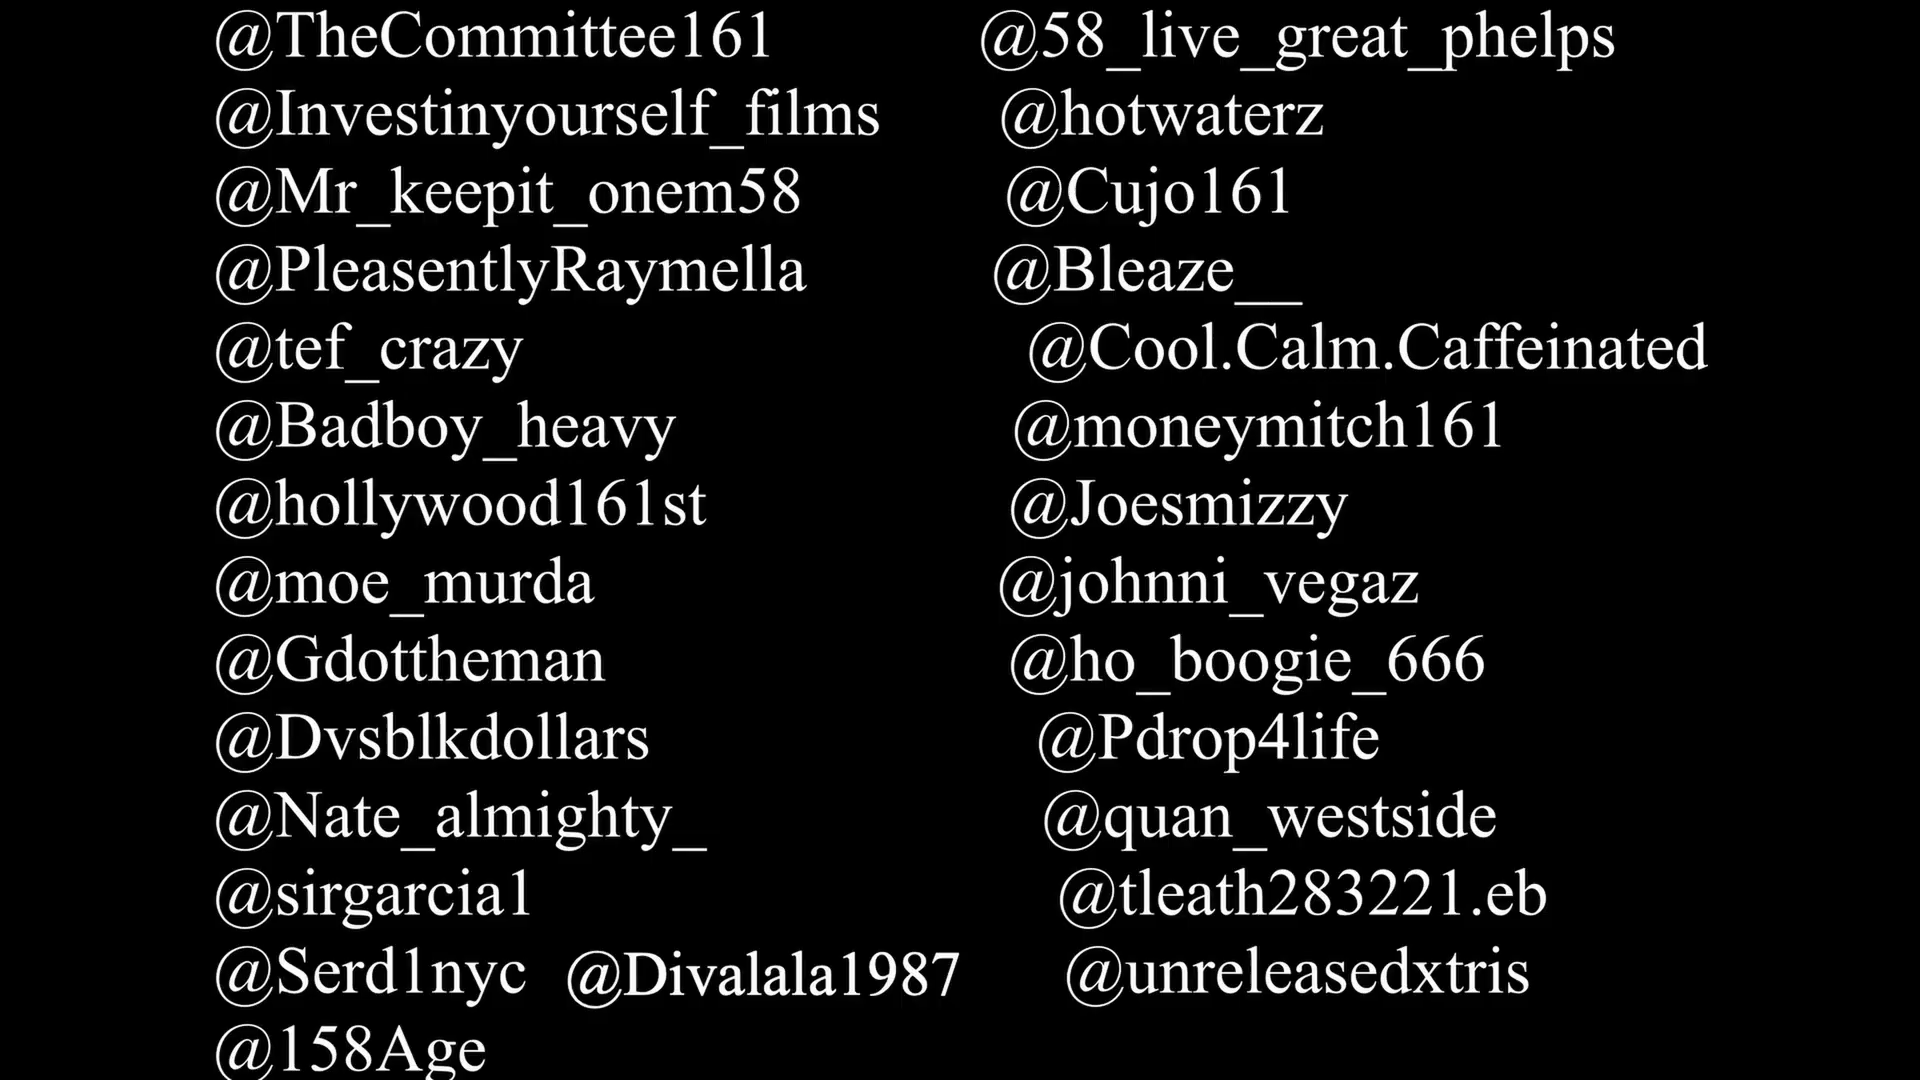 @TheCommittee161 @58_live_great_phelps
@Investinyourself_films @hotwaterz
@Mr_keepit_onem58 @Cujo161
@PleasentlyRaymella @Bleaze__
@tef_crazy @Cool.Calm.Caffeinated
@Badboy_heavy @moneymitch161
@hollywood161st @Joesmizzy
@moe_murda @johnni_vegaz
@Gdottheman @ho_boogie_666
@Dvsblkdollars @Pdrop4life
@Nate_almighty_ @quan_westside
@sirgarcia1 @tleath283221.eb
@Serd1nyc @Divalala1987 @unreleasedxtris
@158Age